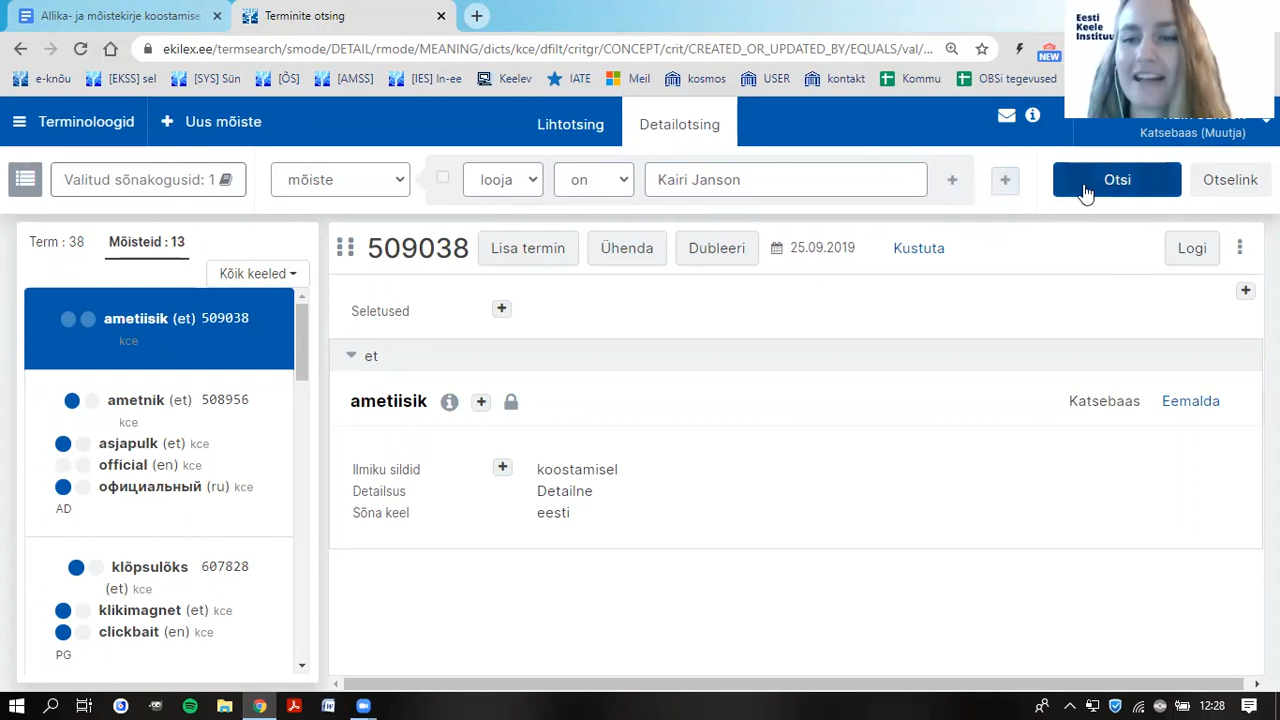 Allika- ja mõistekirje koostamise
Terminite otsing
ekilex.ee/termsearch/smode/DETAIL/rmode/MEANING/dicts/kce/dfilt/critgr/CONCEPT/crit/CREATED_OR_UPDATED_BY/EQUALS/val/...
NEW
e-knõu
[EKSS] sel
[SYS] Sün
[ÕS]
[AMSS]
[IES] In-ee
Keelev
IATE
Meil
kosmos
USER
kontakt
Kommu
OBSi tegevused
Eesti
Keele
Instituu
Terminoloogid
Uus mõiste
Lihtotsing
Detailotsing
Katsebaas (Muutja)
Valitud sõnakogusid: 1
mõiste
looja
on
Kairi Janson
Otsi
Otselink
Term : 38
Mõisteid : 13
Kõik keeled
509038
Lisa termin
Ühenda
Dubleeri
25.09.2019
Kustuta
Logi
ametiisik (et) 509038
kce
ametnik (et) 508956
kce
asjapulk (et) kce
official (en) kce
официальный (ru) kce
AD
klõpsulõks 607828
(et) kce
klikimagnet (et) kce
clickbait (en) kce
PG
Seletused
et
ametiisik
Katsebaas
Eemalda
Ilmiku sildid
koostamisel
Detailsus
Detailne
Sõna keel
eesti
12:28